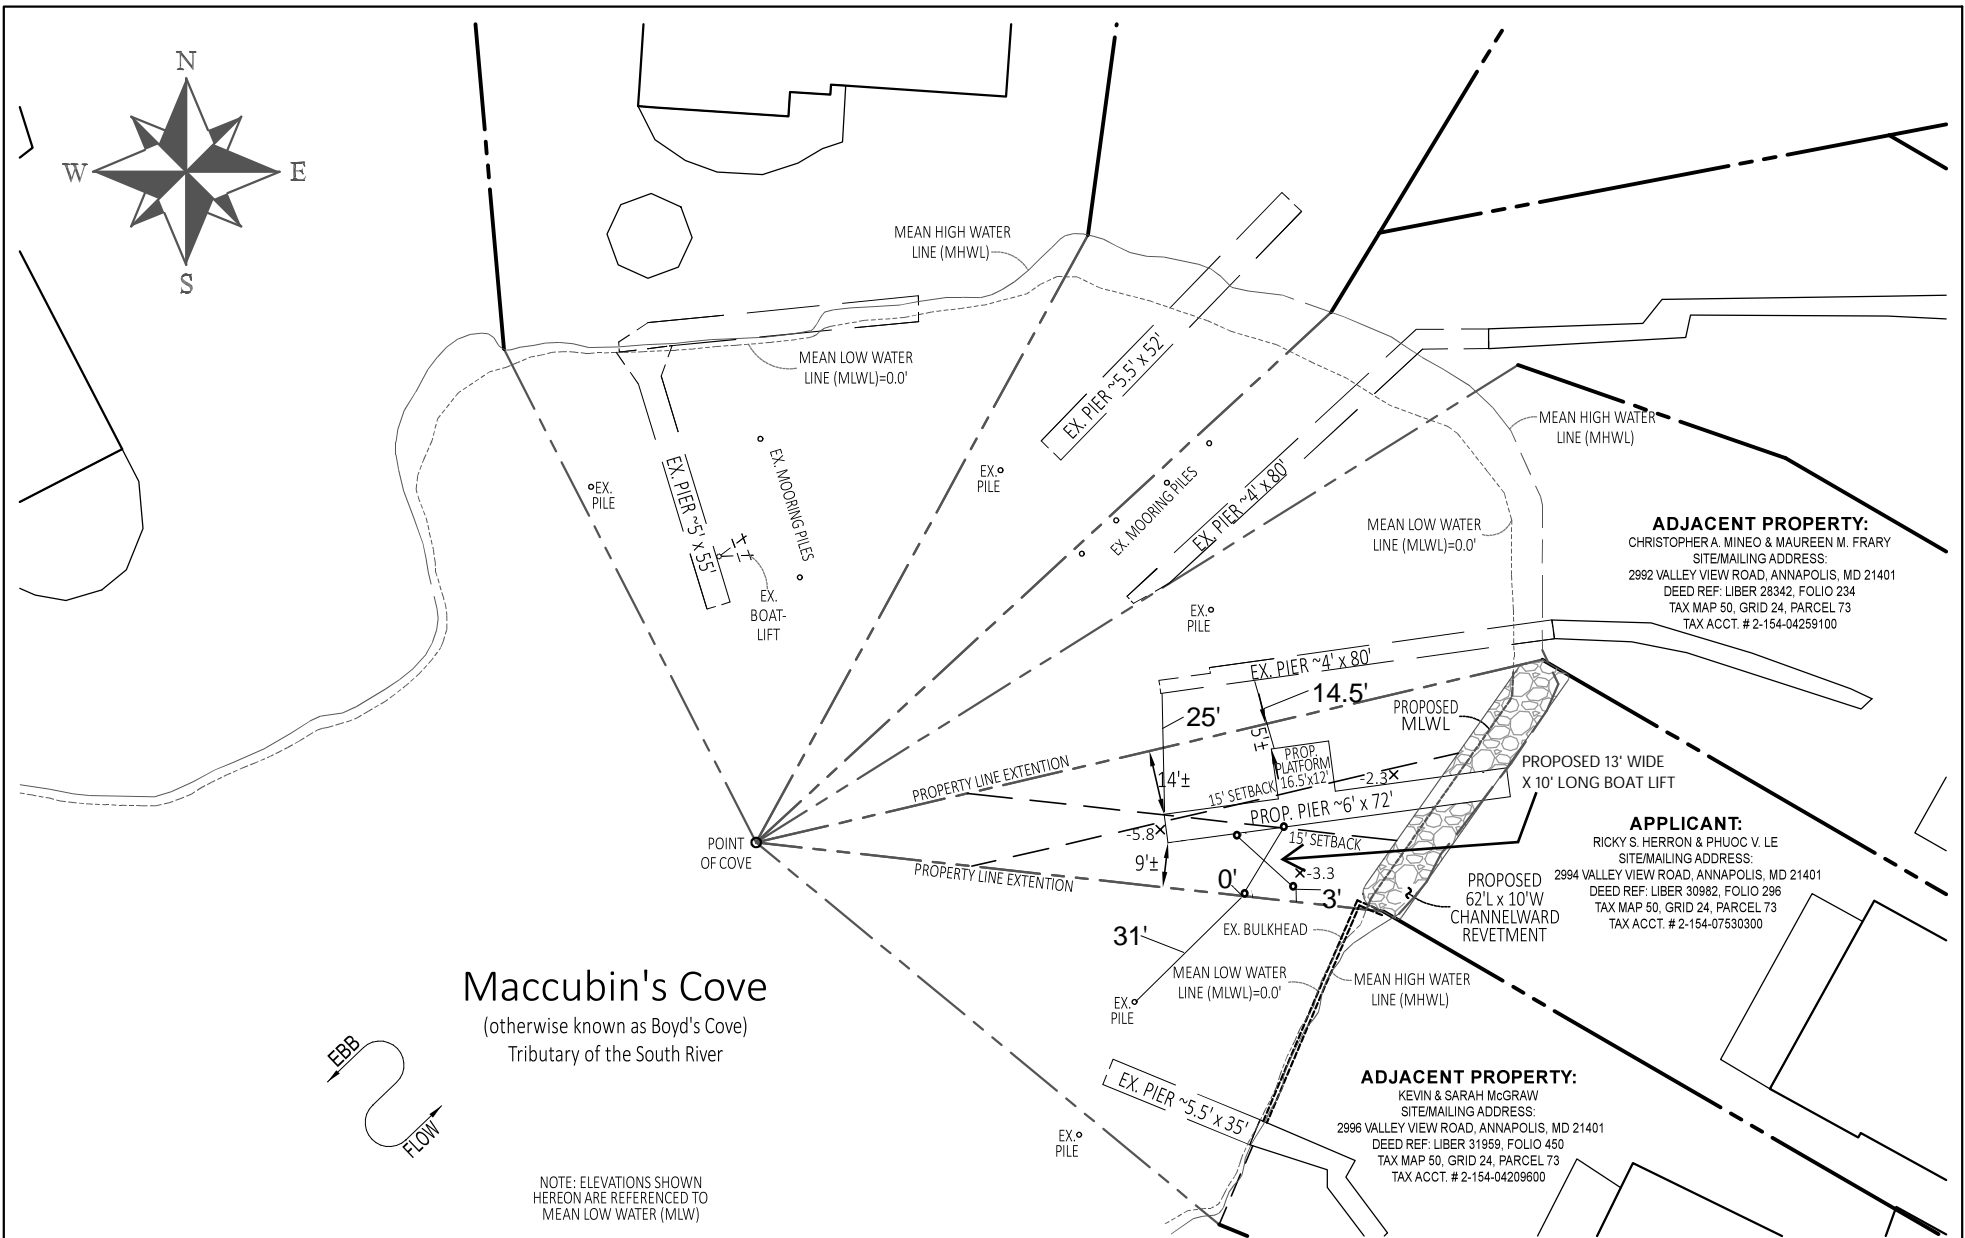 N
W
E
S
MEAN HIGH WATER
LINE (MHWL)
MEAN LOW WATER
LINE (MLWL)=0.0'
EX. PIER ~5.5' x 52'
MEAN HIGH WATER
LINE (MHWL)
EX.
PILE
EX. PIER ~5' x 55'
EX. MOORING PILES
EX.
BOAT-
LIFT
EX.
PILE
EX. MOORING PILES
EX. PIER ~4' x 80'
MEAN LOW WATER
LINE (MLWL)=0.0'
EX.
PILE
ADJACENT PROPERTY:
CHRISTOPHER A. MINEO & MAUREEN M. FRARY
SITE/MAILING ADDRESS:
2992 VALLEY VIEW ROAD, ANNAPOLIS, MD 21401
DEED REF: LIBER 28342, FOLIO 234
TAX MAP 50, GRID 24, PARCEL 73
TAX ACCT. # 2-154-04259100
EX. PIER ~4' x 80'
14.5'
25'
PROPOSED
MLWL
5'±
PROP.
PLATFORM
16.5'x12'
-2.3
PROPOSED 13' WIDE
X 10' LONG BOAT LIFT
PROPERTY LINE EXTENTION
14'±
15' SETBACK
PROP. PIER ~6' x 72'
-5.8
15' SETBACK
POINT
OF COVE
9'±
PROPERTY LINE EXTENTION
0'
-3.3
3'
APPLICANT:
RICKY S. HERRON & PHUOC V. LE
SITE/MAILING ADDRESS:
2994 VALLEY VIEW ROAD, ANNAPOLIS, MD 21401
DEED REF: LIBER 30982, FOLIO 296
TAX MAP 50, GRID 24, PARCEL 73
TAX ACCT. # 2-154-07530300
PROPOSED
62'L x 10'W
CHANNELWARD
REVETMENT
31'
EX. BULKHEAD
MEAN LOW WATER
LINE (MLWL)=0.0'
MEAN HIGH WATER
LINE (MHWL)
EX.
PILE
Maccubin's Cove
(otherwise known as Boyd's Cove)
Tributary of the South River
EBB
FLOW
EX. PIER ~5.5' x 35'
EX.
PILE
ADJACENT PROPERTY:
KEVIN & SARAH McGRAW
SITE/MAILING ADDRESS:
2996 VALLEY VIEW ROAD, ANNAPOLIS, MD 21401
DEED REF: LIBER 31959, FOLIO 450
TAX MAP 50, GRID 24, PARCEL 73
TAX ACCT. # 2-154-04209600
NOTE: ELEVATIONS SHOWN
HEREON ARE REFERENCED TO
MEAN LOW WATER (MLW)